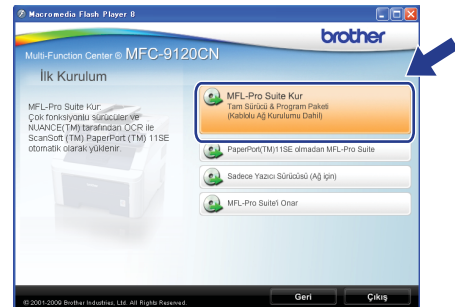 Macromedia Flash Player 8
brother
Multi-Function Center ® MFC-9120CN
İlk Kurulum
MFL-Pro Suite Kur:
Çok fonksiyonlu sürücüler ve
NUANCE(TM) tarafından OCR ile
ScanSoft (TM) PaperPort (TM) 11SE
otomatik olarak yüklenir.
MFL-Pro Suite Kur
Tam Sürücü & Program Paketi
(Kablolu Ağ Kurulumu Dahil)
PaperPort(TM)11SE olmadan MFL-Pro Suite
Sadece Yazıcı Sürücüsü (Ağ için)
MFL-Pro Suite'i Onar
© 2001-2009 Brother Industries, Ltd. All Rights Reserved.
Geri
Çıkış